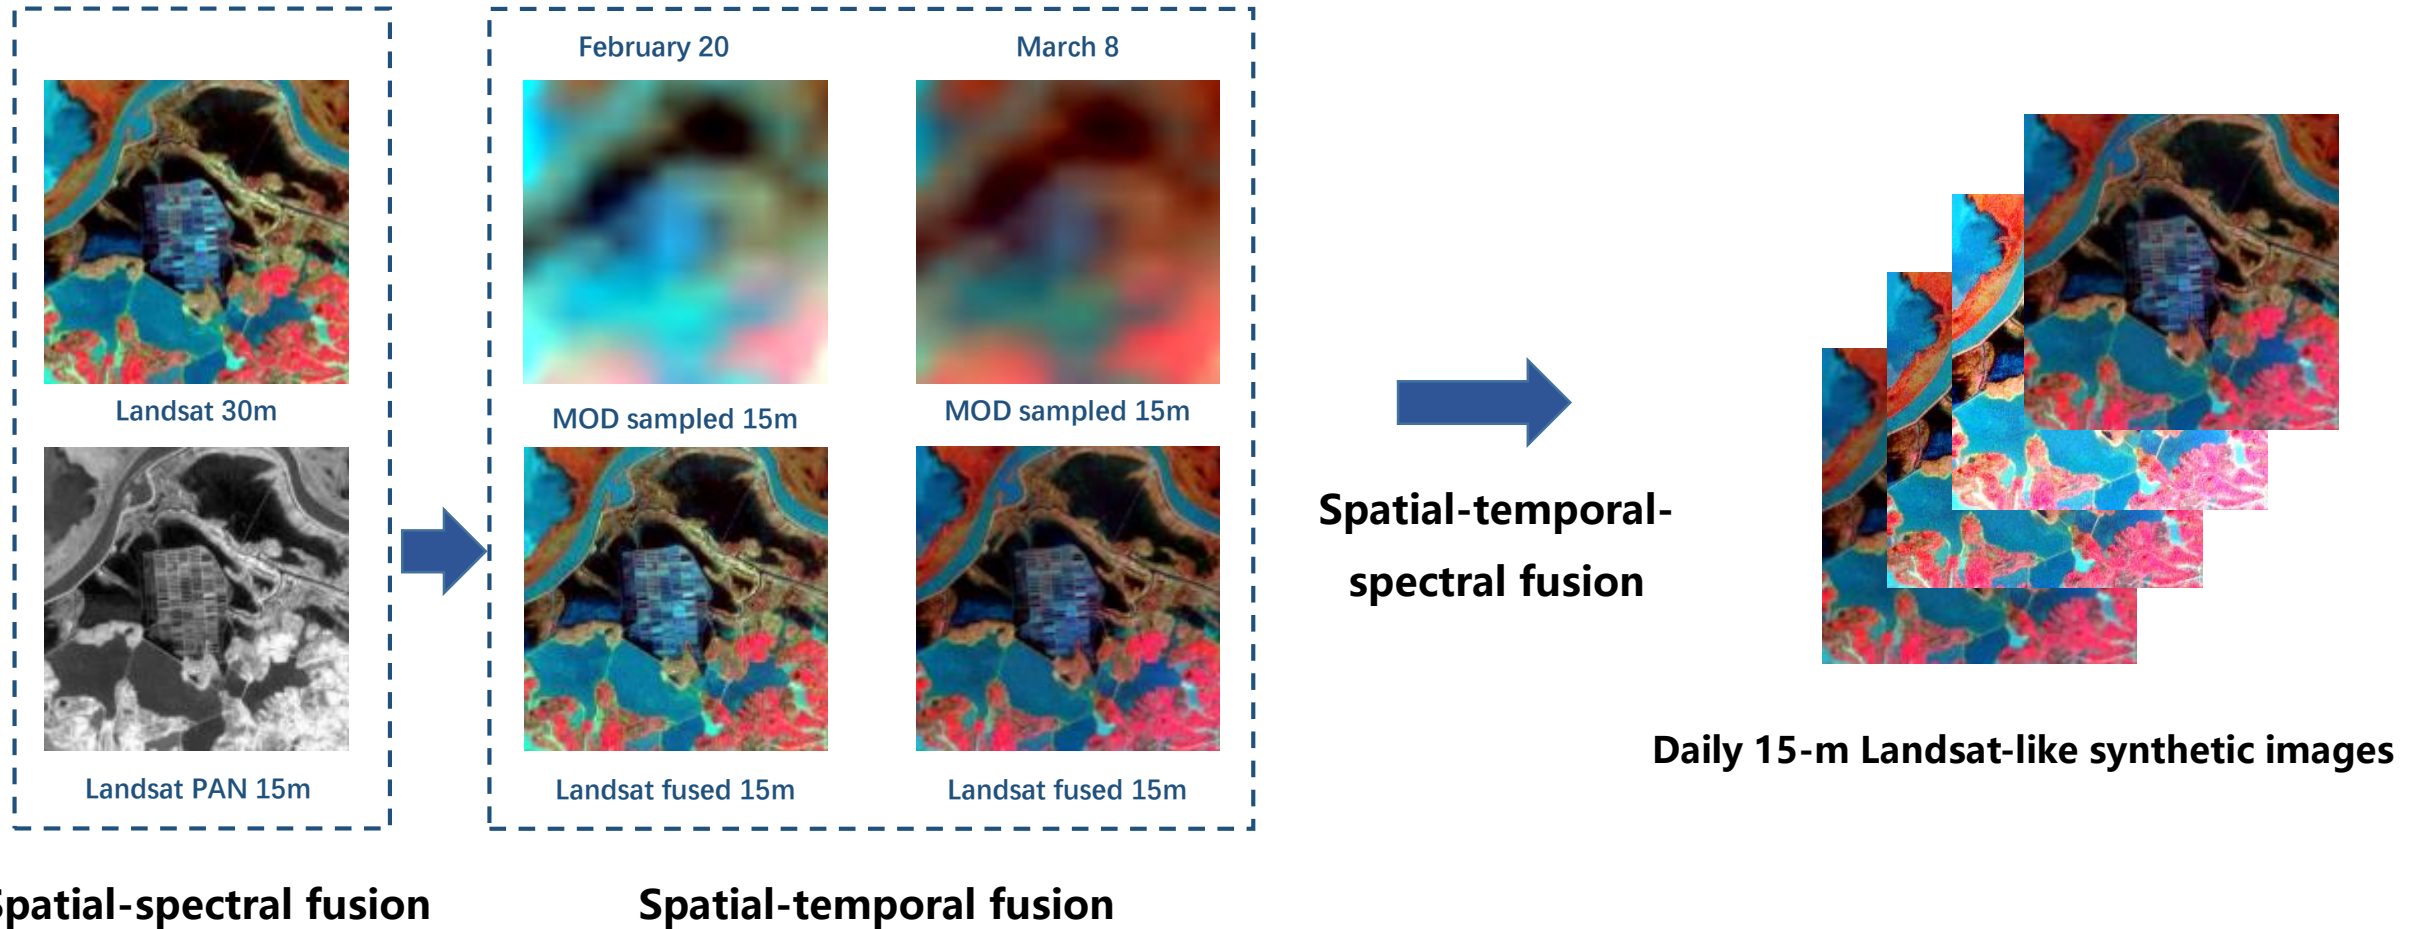 February 20
March 8
Landsat 30m
MOD sampled 15m
MOD sampled 15m
Landsat PAN 15m
Landsat fused 15m
Landsat fused 15m
Spatial-temporal-
spectral fusion
Daily 15-m Landsat-like synthetic images
Spatial-spectral fusion
Spatial-temporal fusion